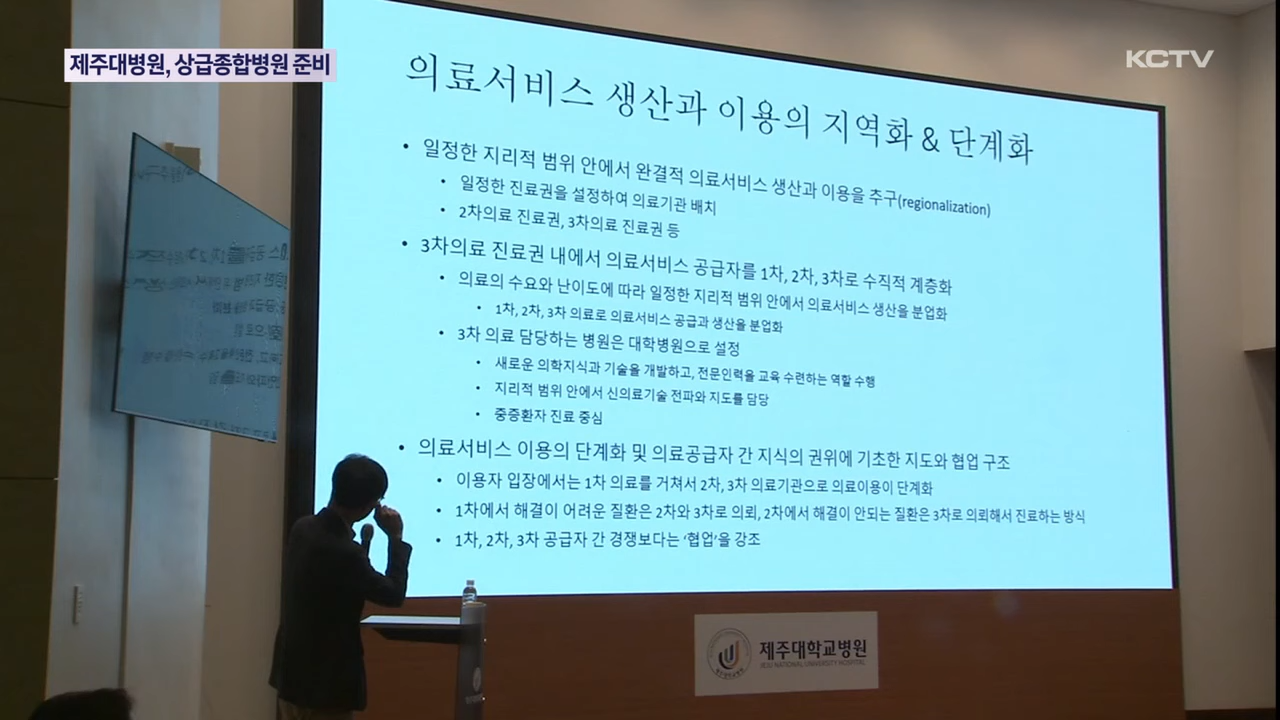 제주대병원, 상급종합병원 준비
KCTV
의료서비스 생산과 이용의 지역화 & 단계화
• 일정한 지리적 범위 안에서 완결적 의료서비스 생산과 이용을 추구(regionalization)
• 일정한 진료권을 설정하여 의료기관 배치
• 2차의료 진료권, 3차의료 진료권 등
• 3차의료 진료권 내에서 의료서비스 공급자를 1차, 2차, 3차로 수직적 계층화
• 의료의 수요와 난이도에 따라 일정한 지리적 범위 안에서 의료서비스 생산을 분업화
• 1차, 2차, 3차 의료로 의료서비스 공급과 생산을 분업화
• 3차 의료 담당하는 병원은 대학병원으로 설정
• 새로운 의학지식과 기술을 개발하고, 전문인력을 교육 수련하는 역할 수행
• 지리적 범위 안에서 신의료기술 전파와 지도를 담당
• 중증환자 진료 중심
• 의료서비스 이용의 단계화 및 의료공급자 간 지식의 권위에 기초한 지도와 협업 구조
• 이용자 입장에서는 1차 의료를 거쳐서 2차, 3차 의료기관으로 의료이용이 단계화
• 1차에서 해결이 어려운 질환은 2차와 3차로 의뢰, 2차에서 해결이 안되는 질환은 3차로 의뢰해서 진료하는 방식
• 1차, 2차, 3차 공급자 간 경쟁보다는 ‘협업’을 강조
제주대학교병원
JEJU NATIONAL UNIVERSITY HOSPITAL